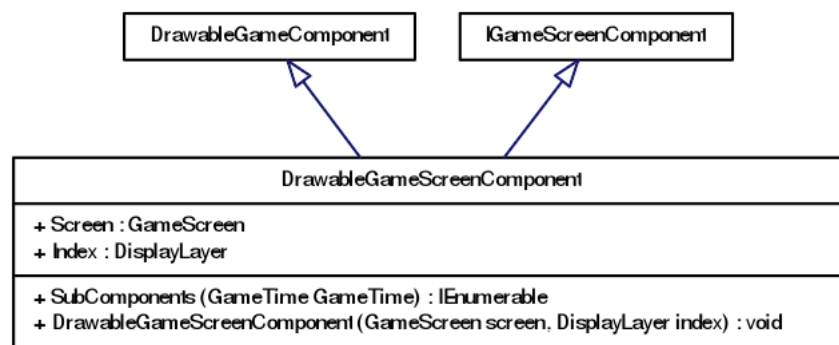 DrawableGameComponent
IGameScreenComponent
DrawableGameScreenComponent
+ Screen : GameScreen
+ Index : DisplayLayer
+ SubComponents (GameTime GameTime) : IEnumerable
+ DrawableGameScreenComponent (GameScreen screen, DisplayLayer index) : void